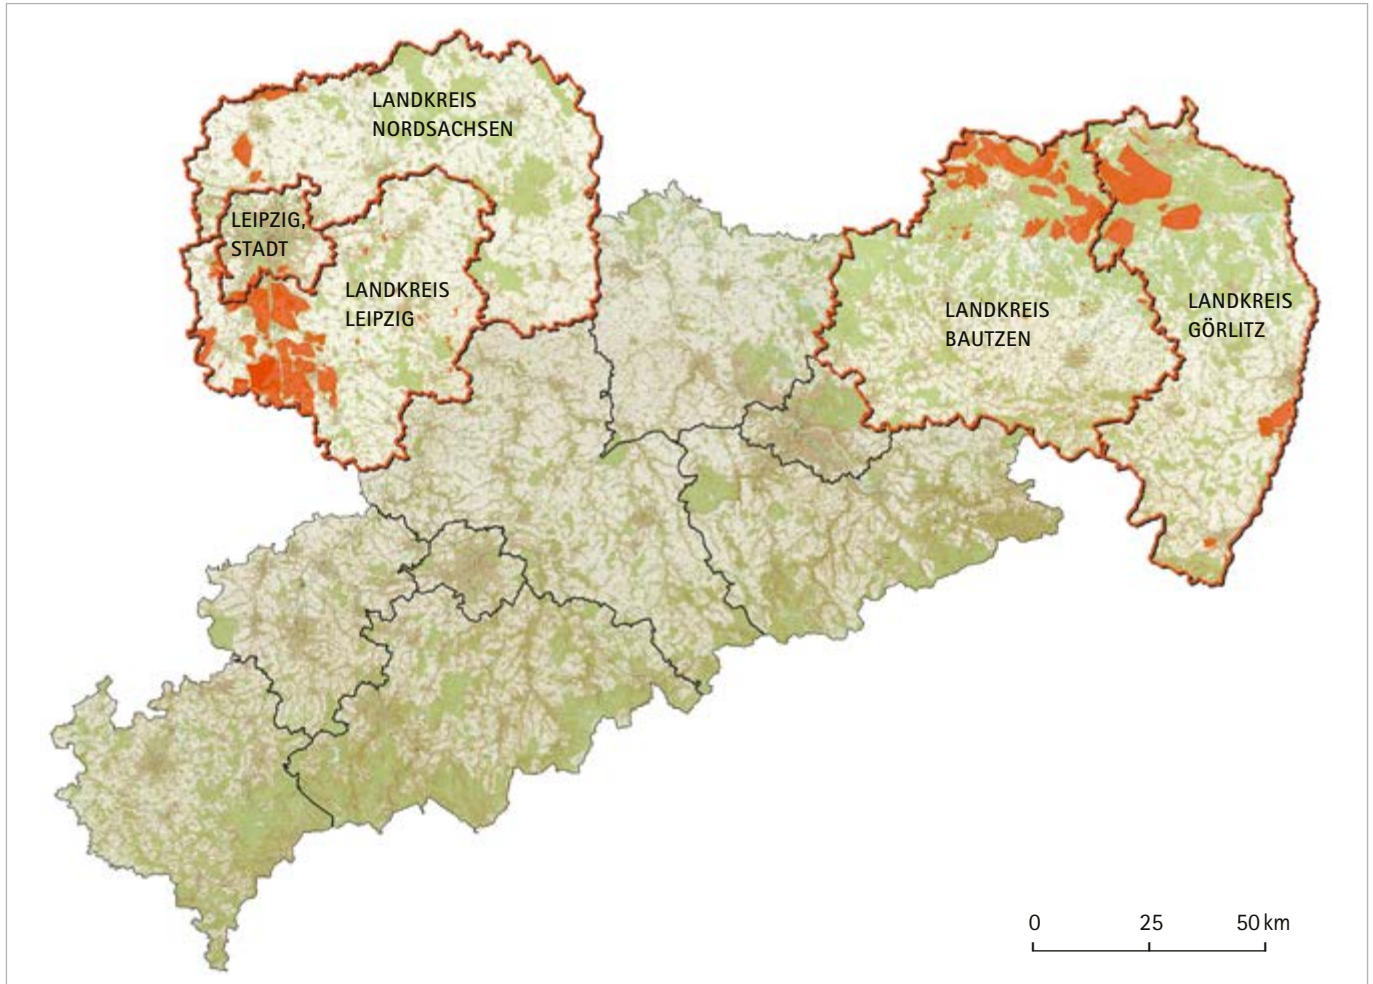 LANDKREIS
NORDSACHSEN
LEIPZIG,
STADT
LANDKREIS
LEIPZIG
LANDKREIS
BAUTZEN
LANDKREIS
GÖRLITZ
0 25 50 km